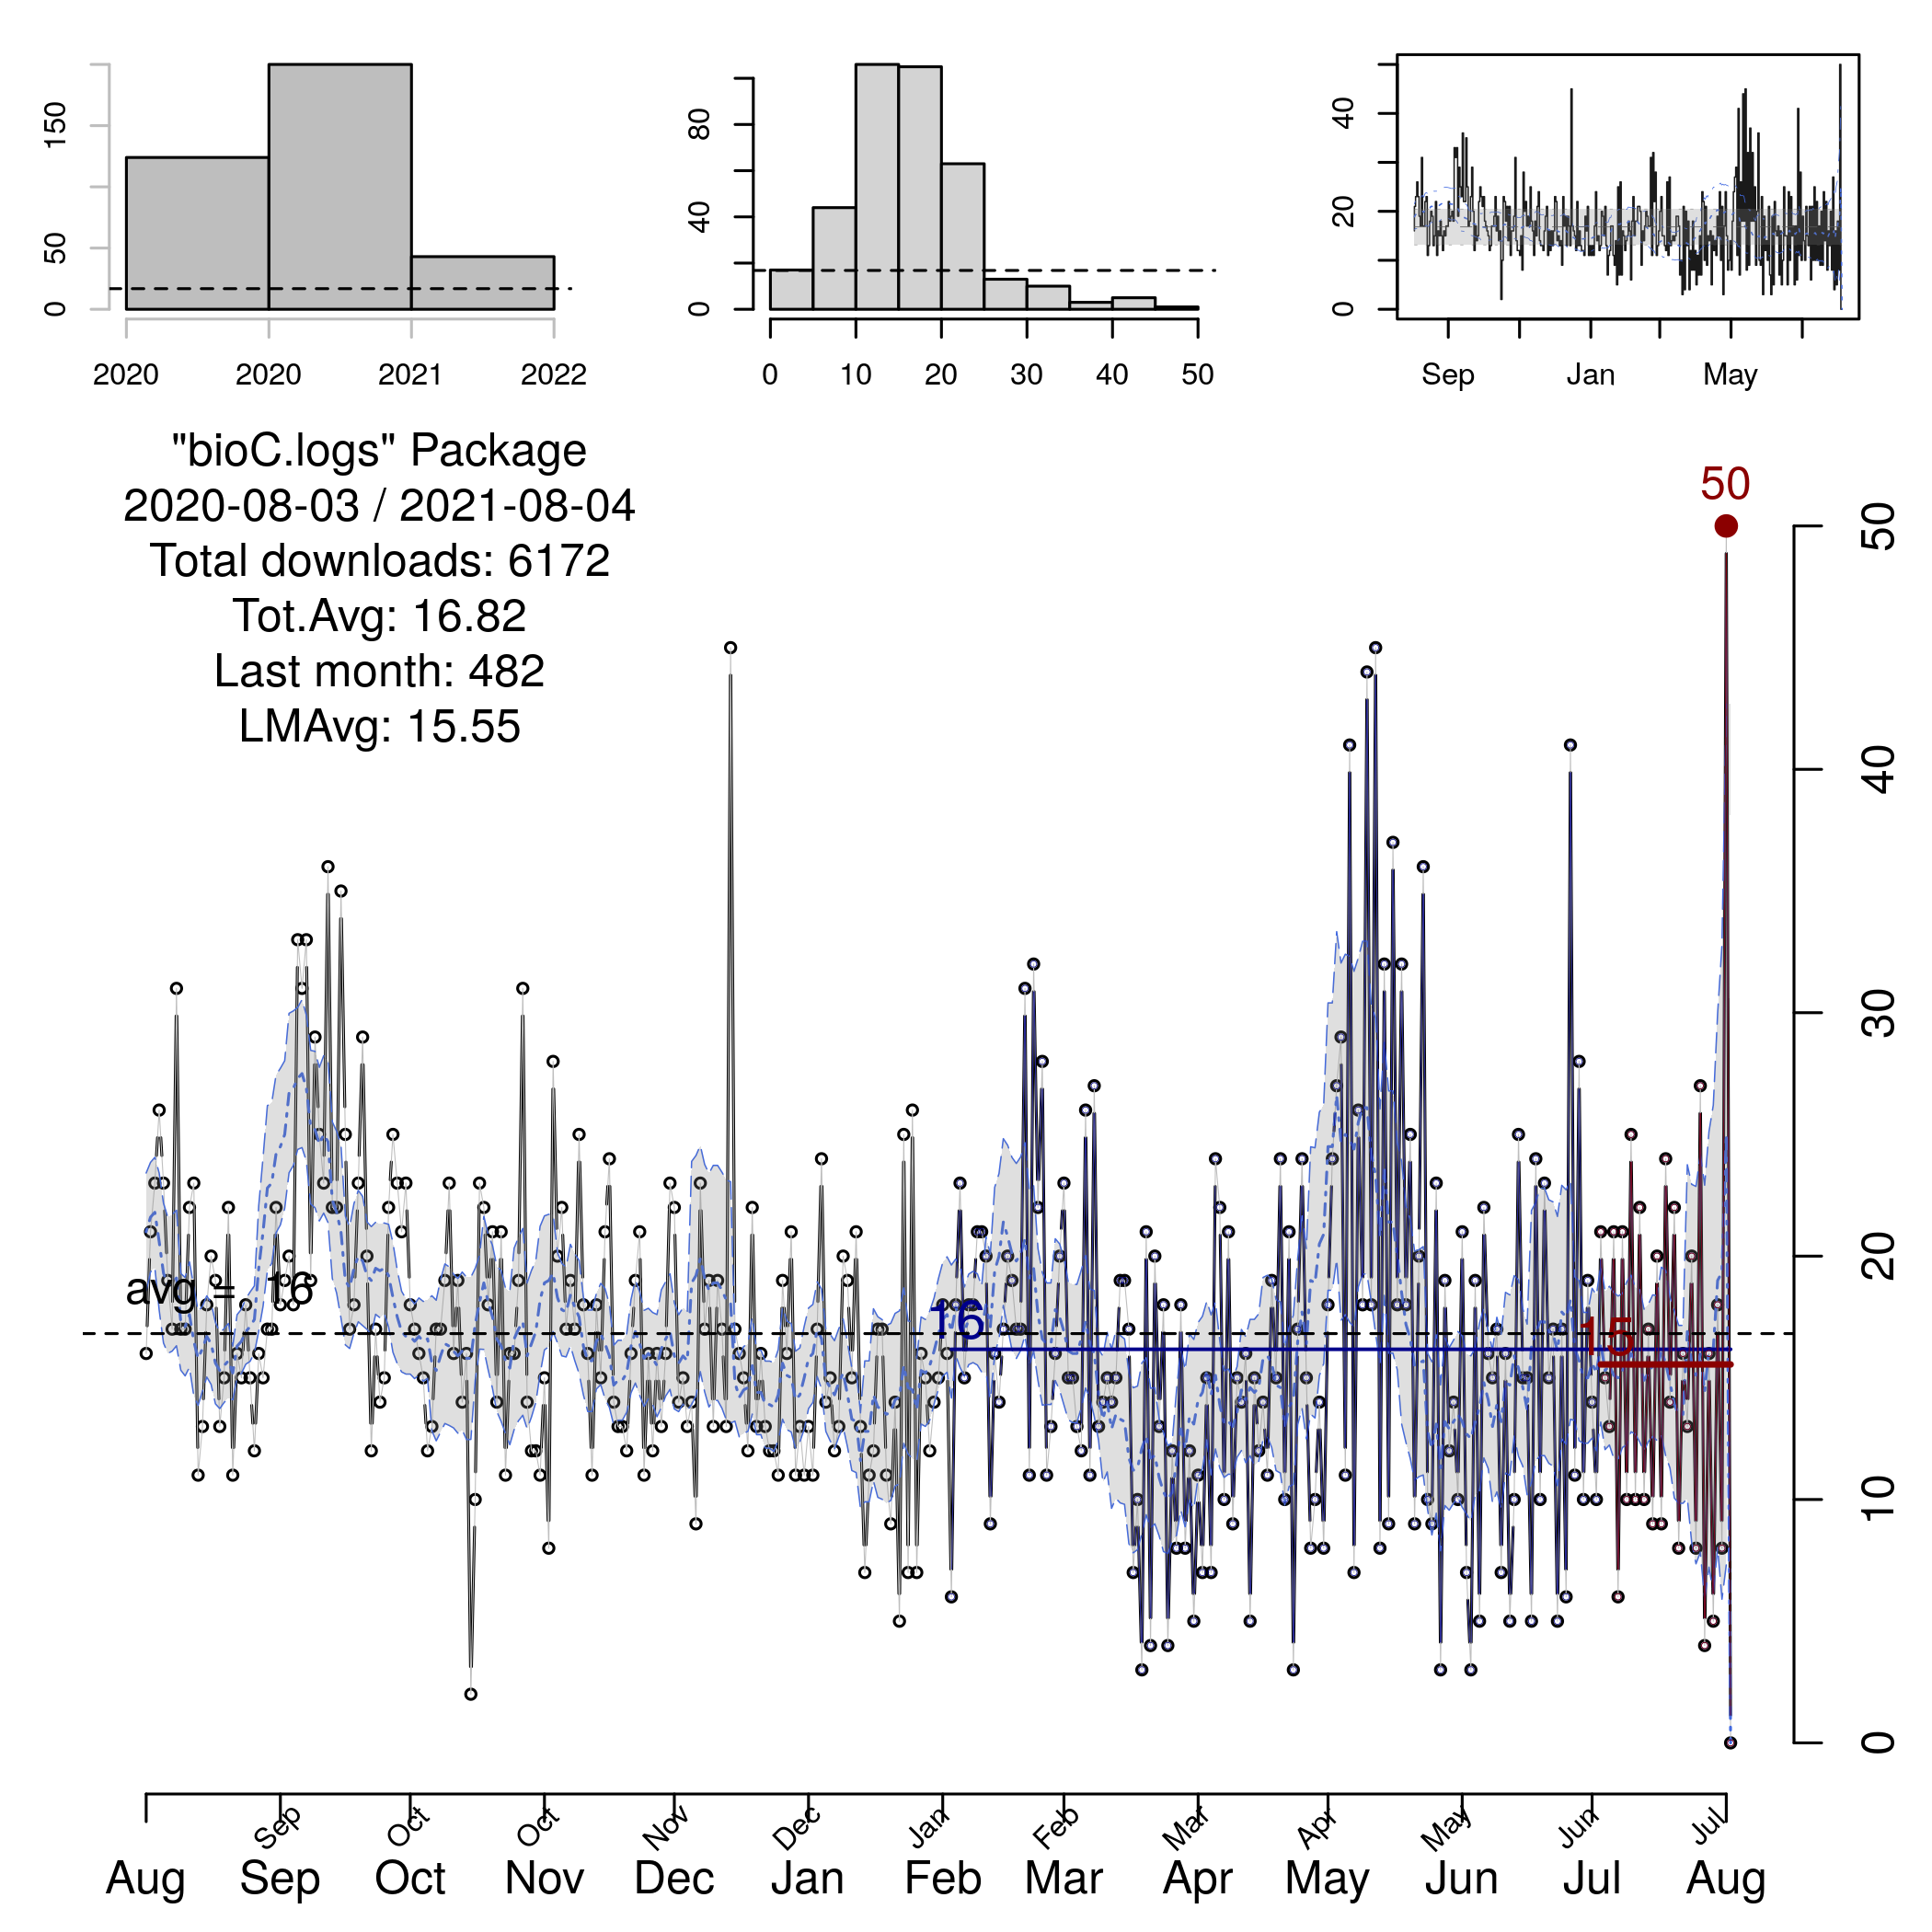 150
50
0
2020 2020 2021 2022
80
40
0
0 10 20 30 40 50
40
20
0
Sep Jan May
"bioC.logs" Package
2020-08-03 / 2021-08-04
Total downloads: 6172
Tot.Avg: 16.82
Last month: 482
LMAvg: 15.55
50
50
40
30
20
10
0
avg = 16
16
15
Sep Oct Oct Nov Dec Jan Feb Mar Apr May Jun Jul
Aug Sep Oct Nov Dec Jan Feb Mar Apr May Jun Jul Aug